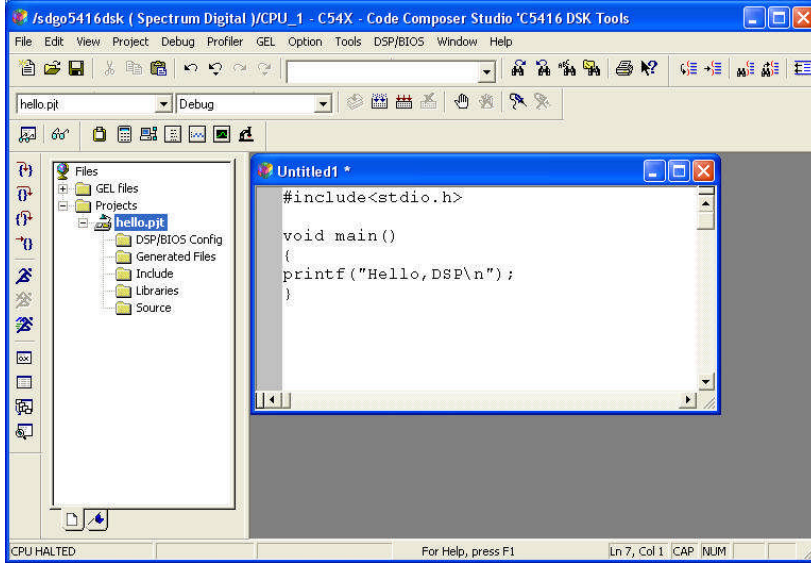 /sdgo5416dsk ( Spectrum Digital )/CPU_1 - C54X - Code Composer Studio 'C5416 DSK Tools
File Edit View Project Debug Profiler GEL Option Tools DSP/BIOS Window Help
hello.pjt Debug
Files
GEL files
Projects
hello.pjt
DSP/BIOS Config
Generated Files
Include
Libraries
Source
Untitled1 *
#include<stdio.h>
void main()
{
printf("Hello,DSP\n");
}
CPU HALTED For Help, press F1 Ln 7, Col 1 CAP NUM